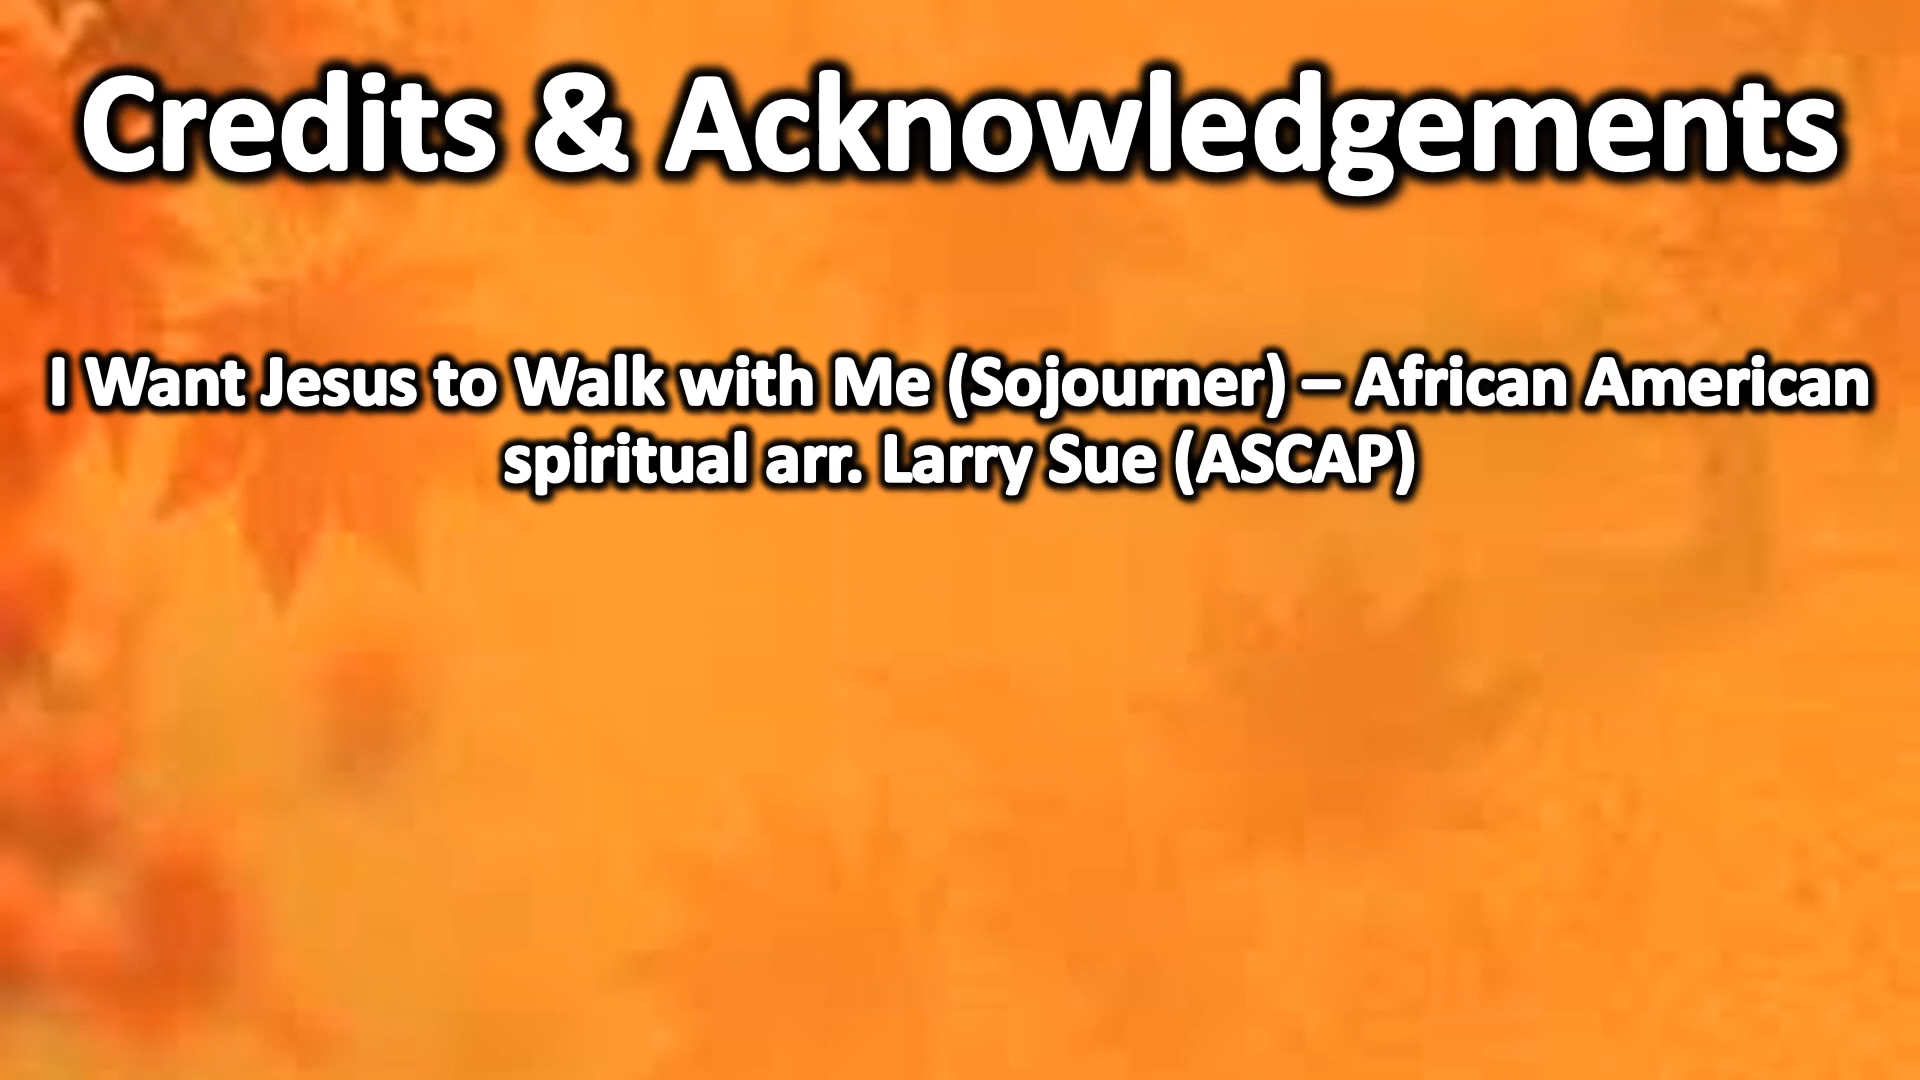 Credits & Acknowledgements
I Want Jesus to Walk with Me (Sojourner) – African American
spiritual arr. Larry Sue (ASCAP)